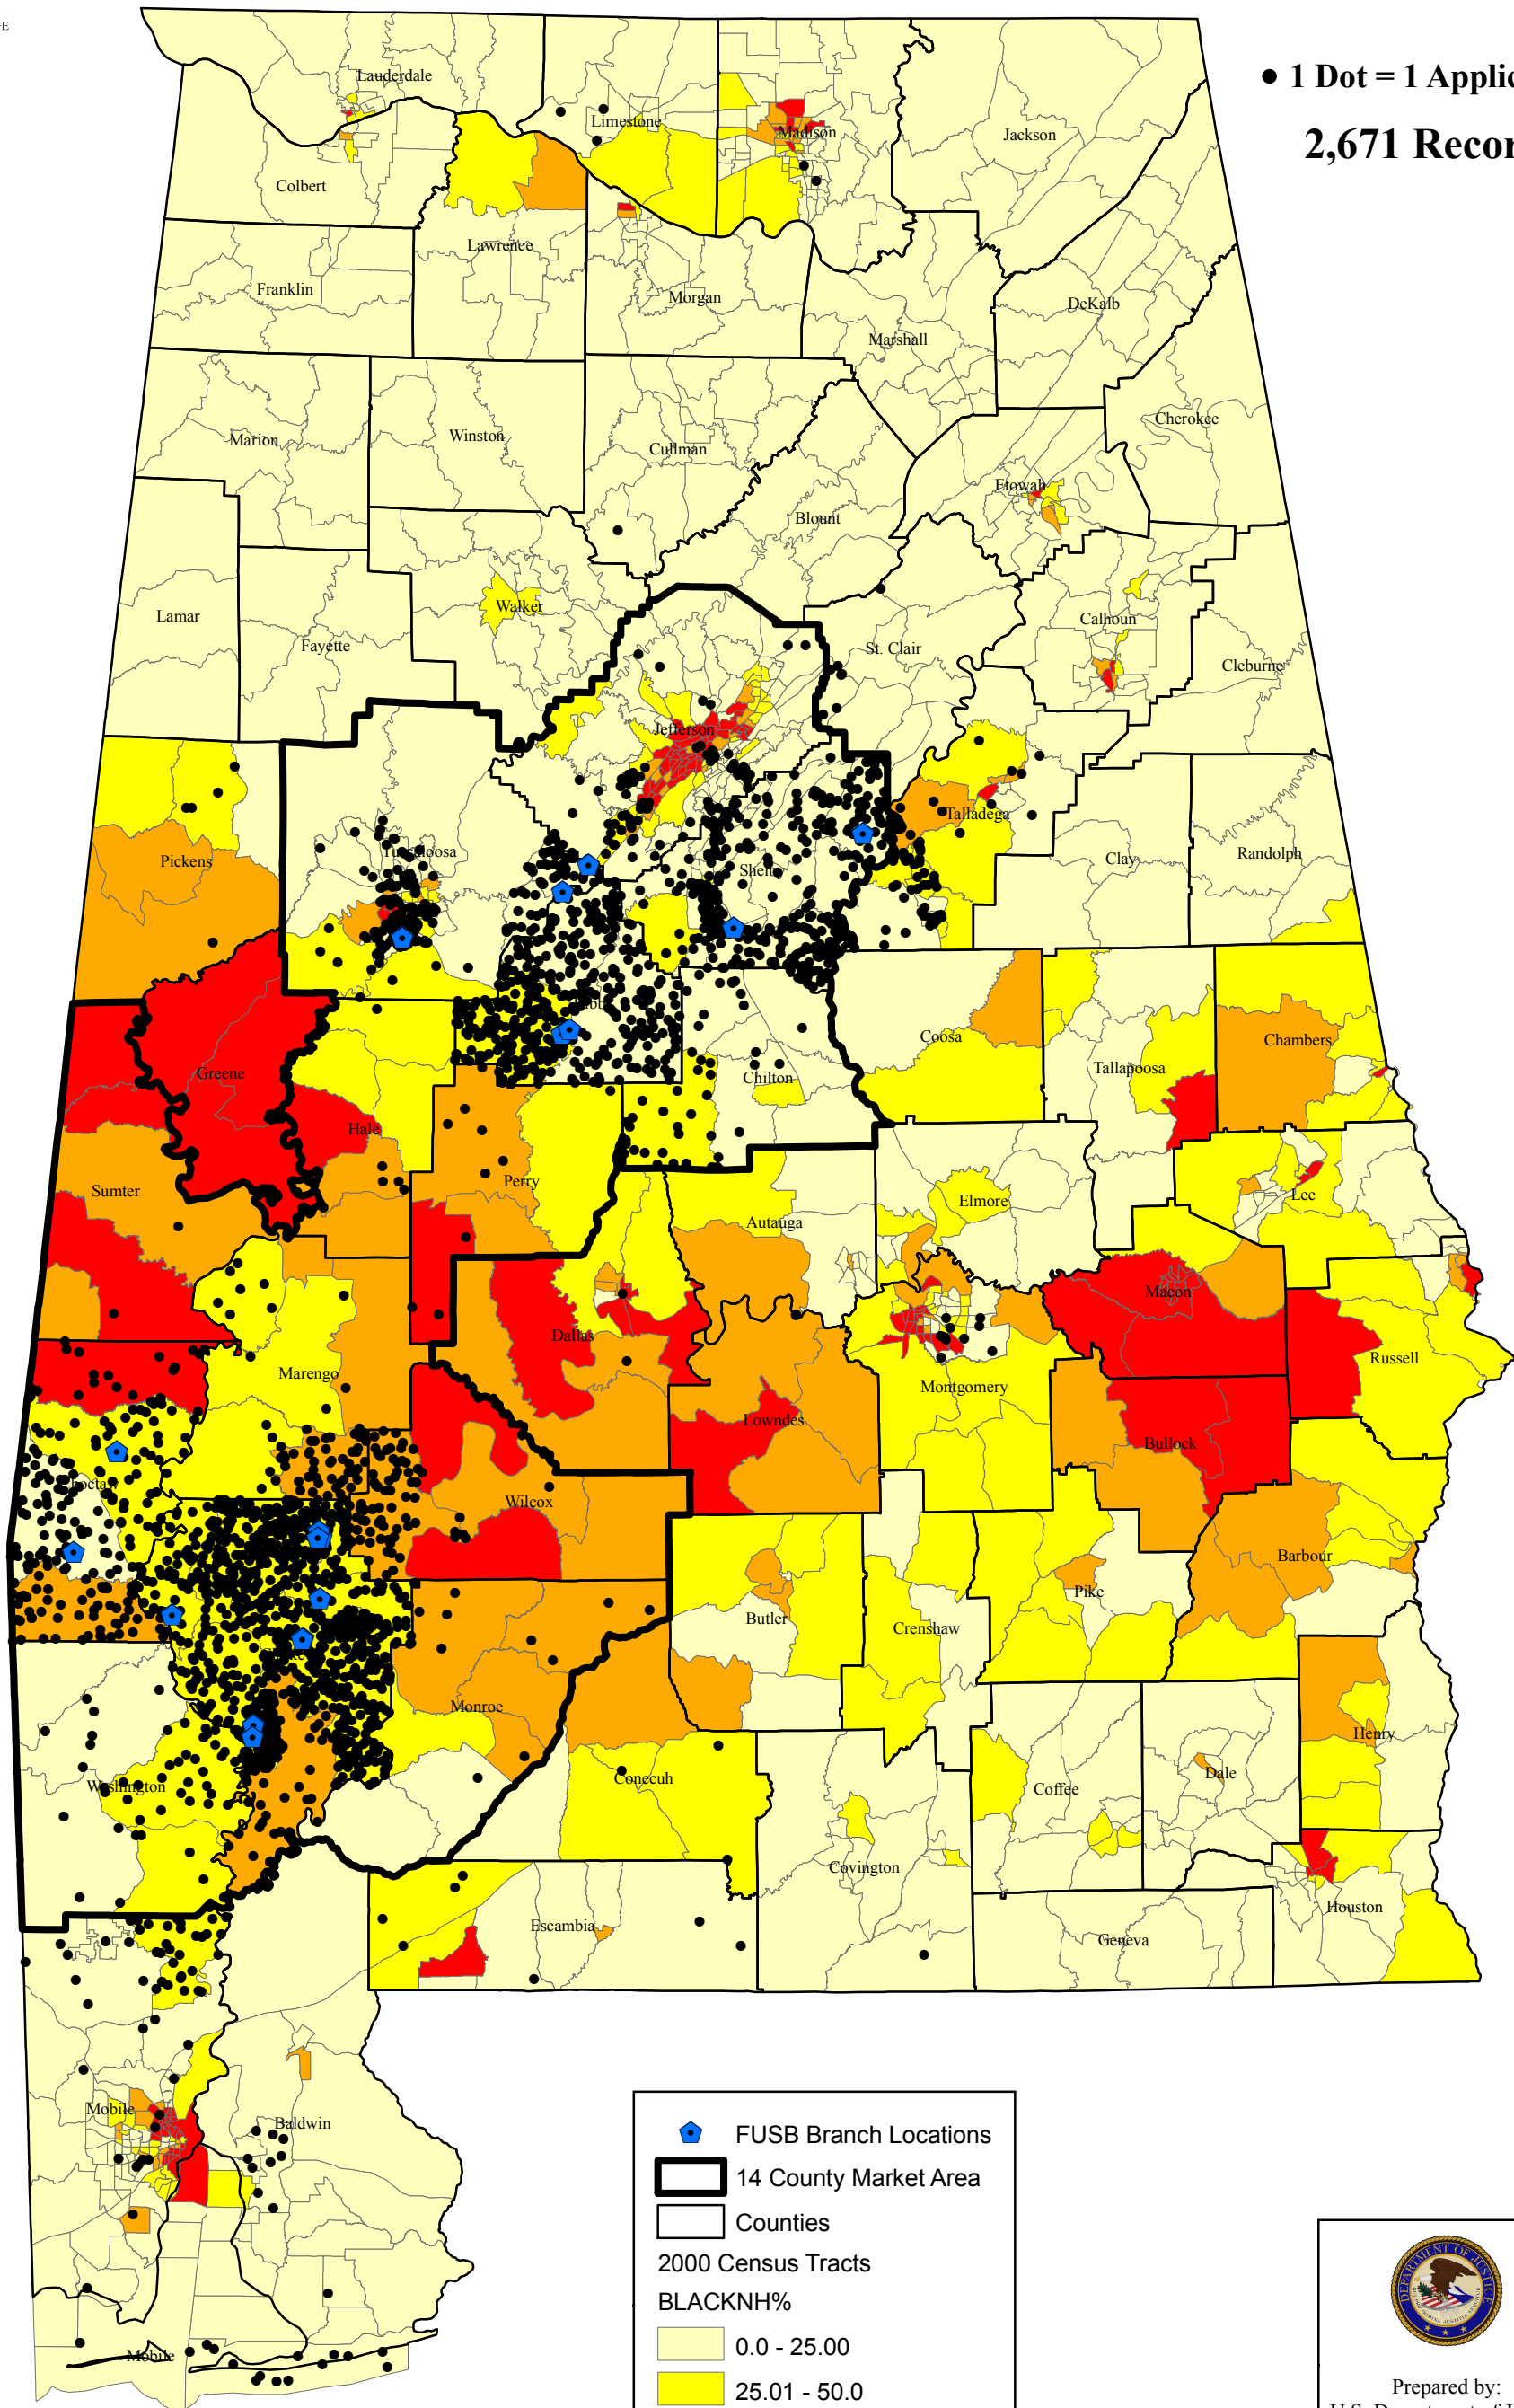 E
● 1 Dot = 1 Applic
2,671 Recor
Lauderdale
Limestone
Madison
Jackson
Colbert
Lawrence
Franklin
Morgan
DeKalb
Marshall
Cherokee
Marion
Winston
Cullman
Etowah
Blount
Walker
Lamar
Calhoun
Fayette
St. Clair
Cleburne
Jefferson
Talladega
Pickens
Clay
Randolph
Coosa
Chambers
Tallapoosa
Greene
Chilton
Hale
Perry
Sumter
Elmore
Lee
Autauga
Macon
Dallas
Marengo
Russell
Montgomery
Lowndes
Bullock
Wilcox
Barbour
Pike
Butler
Crenshaw
Monroe
Henry
Washington
Conecuh
Dale
Coffee
Covington
Escambia
Houston
Geneva
Mobile
Baldwin
Mobile
FUSB Branch Locations
14 County Market Area
Counties
2000 Census Tracts
BLACKNH%
0.0 - 25.00
25.01 - 50.0
DEPARTMENT OF JUSTICE
Prepared by: